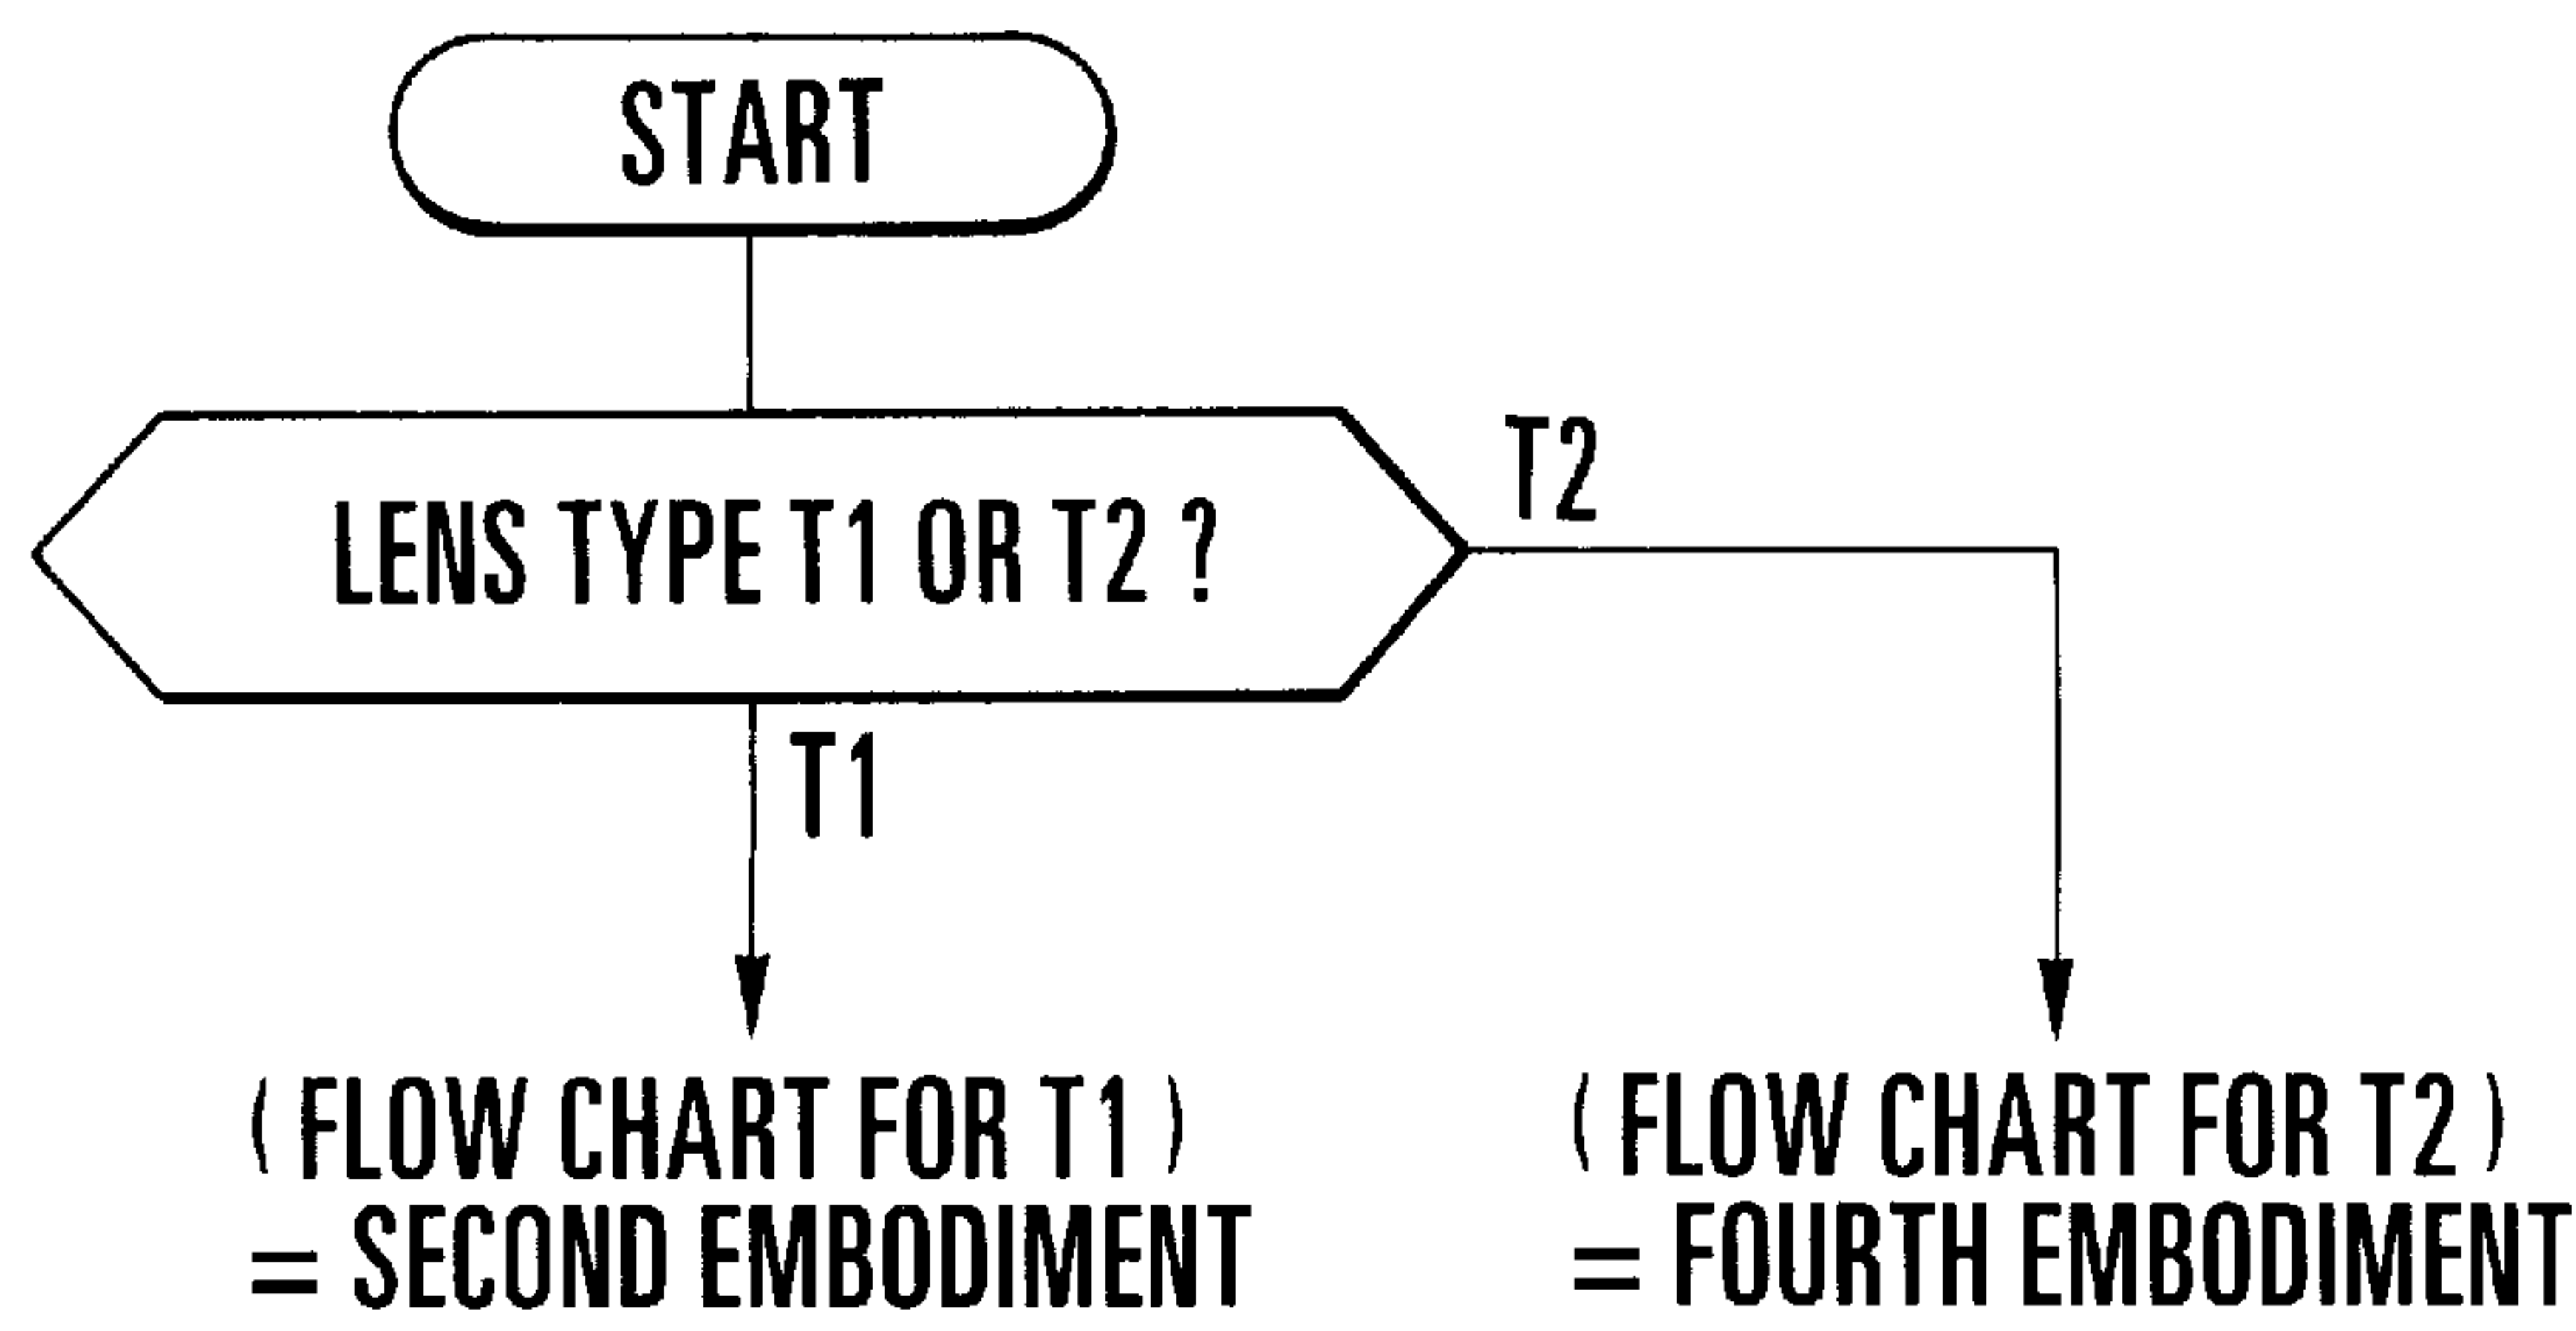 START
LENS TYPE T1 OR T2 ?
T2
T1
( FLOW CHART FOR T1 )
= SECOND EMBODIMENT
( FLOW CHART FOR T2 )
= FOURTH EMBODIMENT